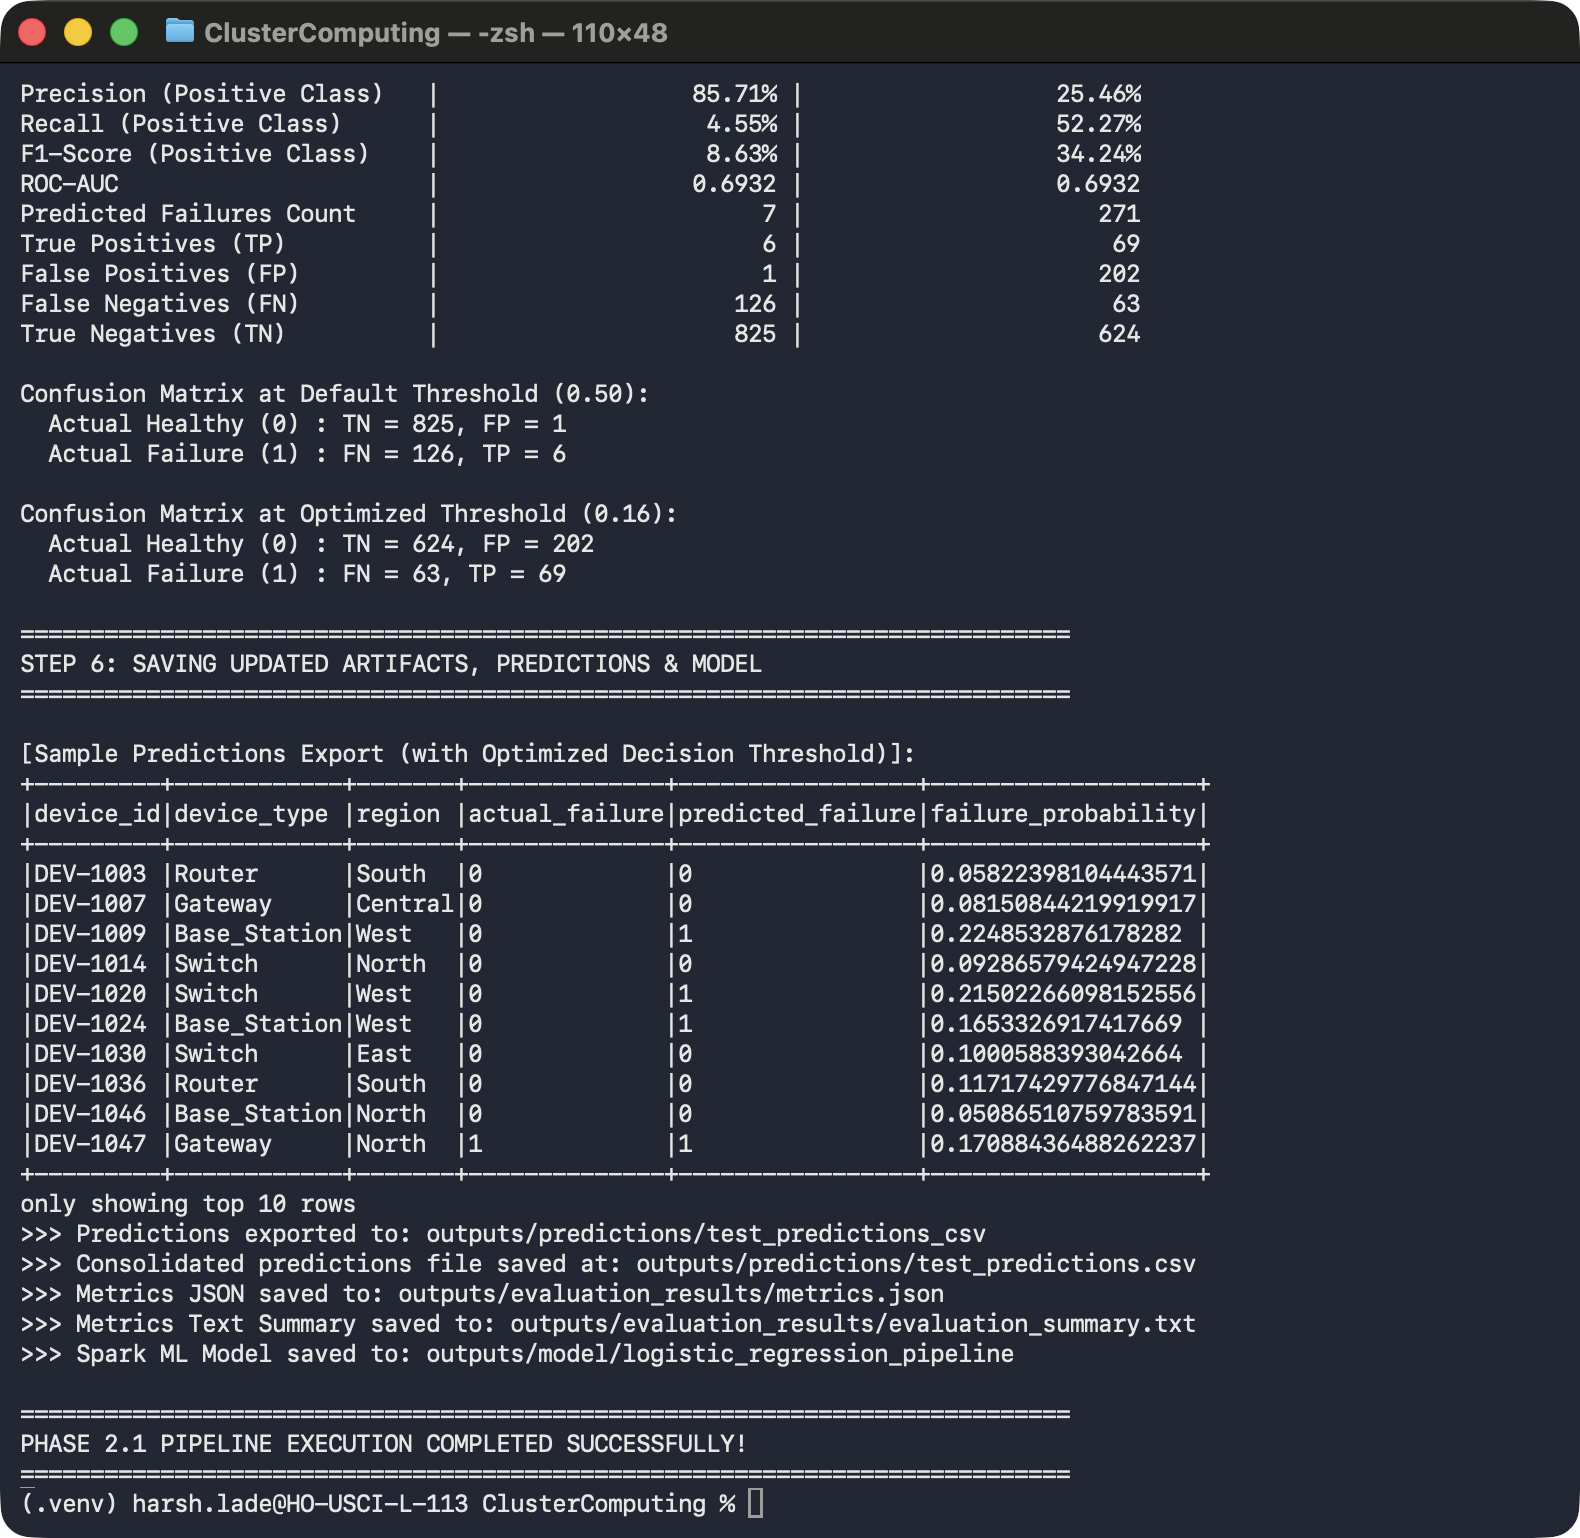 ClusterComputing — -zsh — 110×48
Precision (Positive Class)   |                  85.71% |                  25.46%
Recall (Positive Class)      |                   4.55% |                  52.27%
F1-Score (Positive Class)    |                   8.63% |                  34.24%
ROC-AUC                      |                  0.6932 |                  0.6932
Predicted Failures Count     |                       7 |                     271
True Positives (TP)          |                       6 |                      69
False Positives (FP)         |                       1 |                     202
False Negatives (FN)         |                     126 |                      63
True Negatives (TN)          |                     825 |                     624
Confusion Matrix at Default Threshold (0.50):
  Actual Healthy (0) : TN = 825, FP = 1
  Actual Failure (1) : FN = 126, TP = 6
Confusion Matrix at Optimized Threshold (0.16):
  Actual Healthy (0) : TN = 624, FP = 202
  Actual Failure (1) : FN = 63, TP = 69
===========================================================================
STEP 6: SAVING UPDATED ARTIFACTS, PREDICTIONS & MODEL
===========================================================================
[Sample Predictions Export (with Optimized Decision Threshold)]:
+---------+------------+-------+--------------+-----------------+-------------------+
|device_id|device_type |region |actual_failure|predicted_failure|failure_probability|
+---------+------------+-------+--------------+-----------------+-------------------+
|DEV-1003 |Router      |South  |0             |0                |0.05822398104443571|
|DEV-1007 |Gateway     |Central|0             |0                |0.08150844219919917|
|DEV-1009 |Base_Station|West   |0             |1                |0.2248532876178282 |
|DEV-1014 |Switch      |North  |0             |0                |0.09286579424947228|
|DEV-1020 |Switch      |West   |0             |1                |0.21502266098152556|
|DEV-1024 |Base_Station|West   |0             |1                |0.1653326917417669 |
|DEV-1030 |Switch      |East   |0             |0                |0.1000588393042664 |
|DEV-1036 |Router      |South  |0             |0                |0.11717429776847144|
|DEV-1046 |Base_Station|North  |0             |0                |0.05086510759783591|
|DEV-1047 |Gateway     |North  |1             |1                |0.17088436488262237|
+---------+------------+-------+--------------+-----------------+-------------------+
only showing top 10 rows
>>> Predictions exported to: outputs/predictions/test_predictions_csv
>>> Consolidated predictions file saved at: outputs/predictions/test_predictions.csv
>>> Metrics JSON saved to: outputs/evaluation_results/metrics.json
>>> Metrics Text Summary saved to: outputs/evaluation_results/evaluation_summary.txt
>>> Spark ML Model saved to: outputs/model/logistic_regression_pipeline
===========================================================================
PHASE 2.1 PIPELINE EXECUTION COMPLETED SUCCESSFULLY!
===========================================================================
(.venv) harsh.lade@HO-USCI-L-113 ClusterComputing %